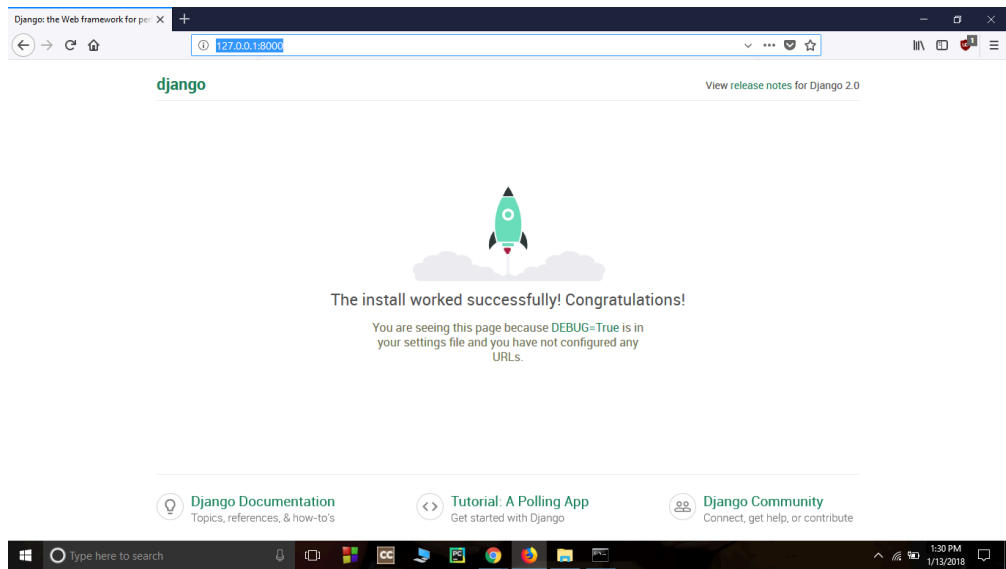 Django: the Web framework for per
127.0.0.1:8000
django
View release notes for Django 2.0
The install worked successfully! Congratulations!
You are seeing this page because DEBUG=True is in
your settings file and you have not configured any
URLs.
Django Documentation
Topics, references, & how-to's
Tutorial: A Polling App
Get started with Django
Django Community
Connect, get help, or contribute
Type here to search
CC
PC
1:30 PM
1/13/2018